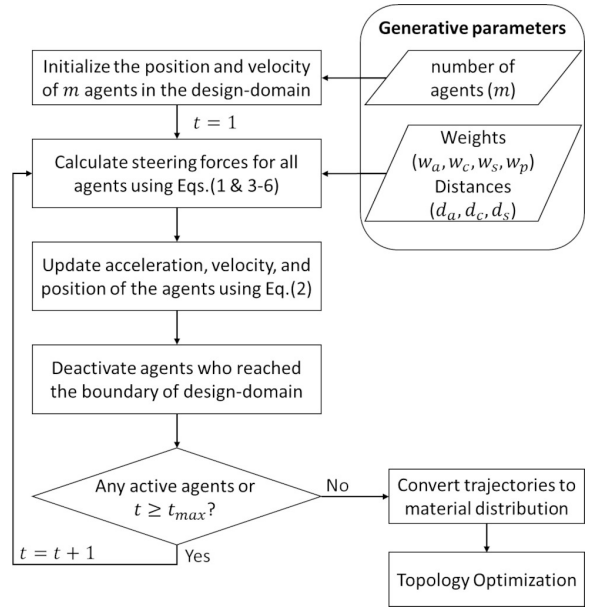 Generative parameters
Initialize the position and velocity
of m agents in the design-domain
number of
agents (m)
t = 1
Calculate steering forces for all
agents using Eqs.(1 & 3-6)
Weights
(wₐ, w_c, wₛ, wₚ)
Distances
(dₐ, d_c, dₛ)
Update acceleration, velocity, and
position of the agents using Eq.(2)
Deactivate agents who reached
the boundary of design-domain
Any active agents or
t ≥ tₘₐₓ?
No
Convert trajectories to
material distribution
t = t + 1
Yes
Topology Optimization